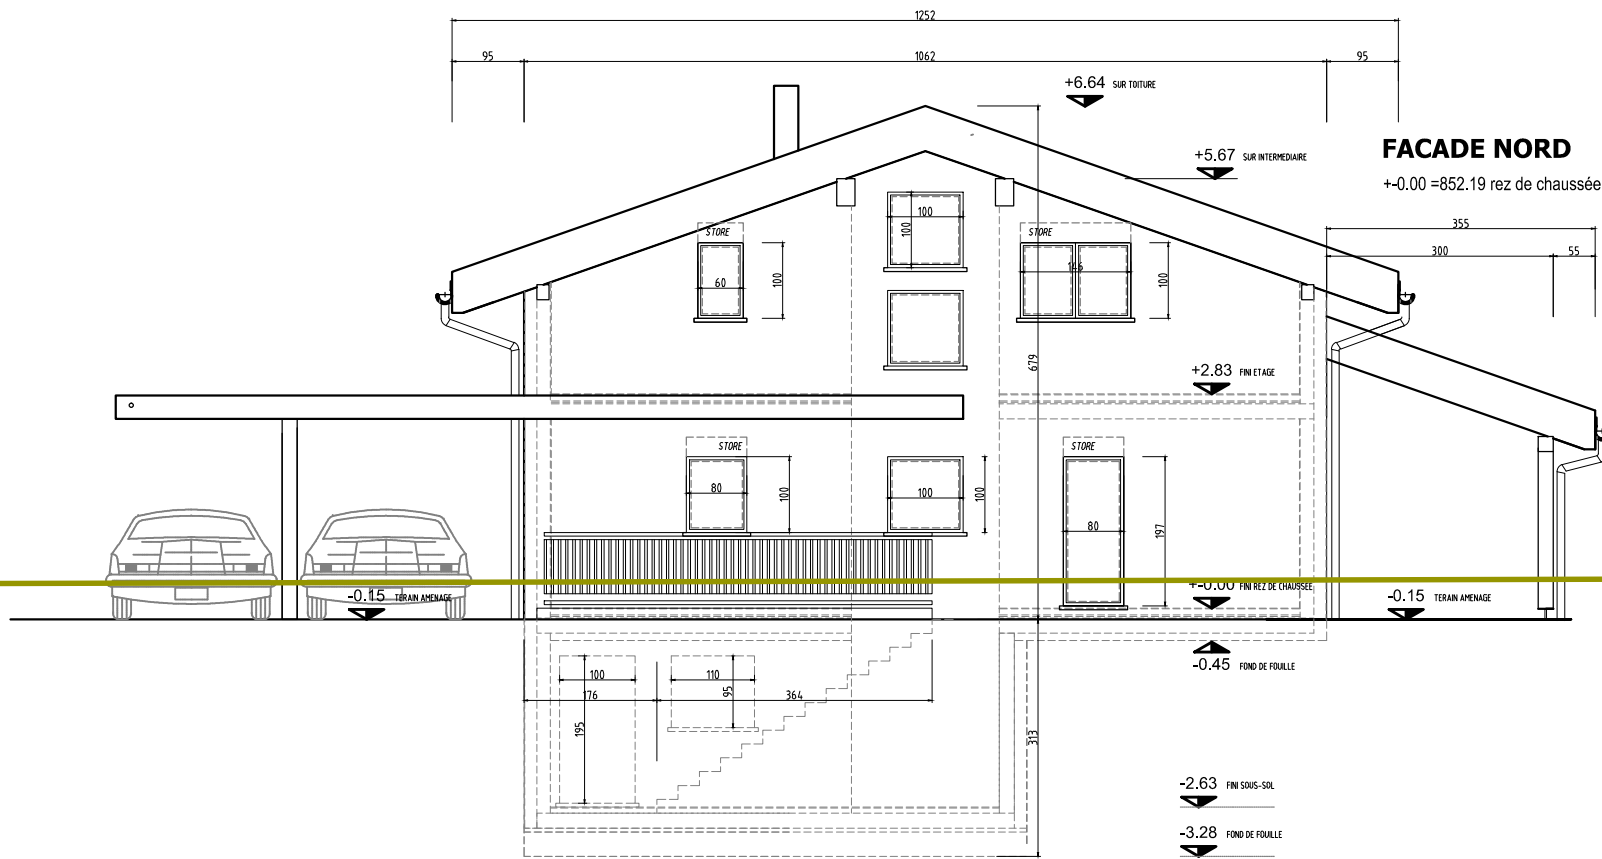 1252
95
1062
95
+6.64 SUR TOITURE
FACADE NORD
+5.67 SUR INTERMEDIAIRE
+-0.00 =852.19 rez de chaussée
100
100
355
STORE
STORE
300
55
60
100
146
100
679
+2.83 FINI ETAGE
STORE
STORE
80
100
100
100
80
197
+-0.00 FINI REZ DE CHAUSSEE
-0.15 TERAIN AMENAGE
-0.15 TERAIN AMENAGE
-0.45 FOND DE FOUILLE
100
110
176
95
364
195
313
-2.63 FINI SOUS-SOL
-3.28 FOND DE FOUILLE